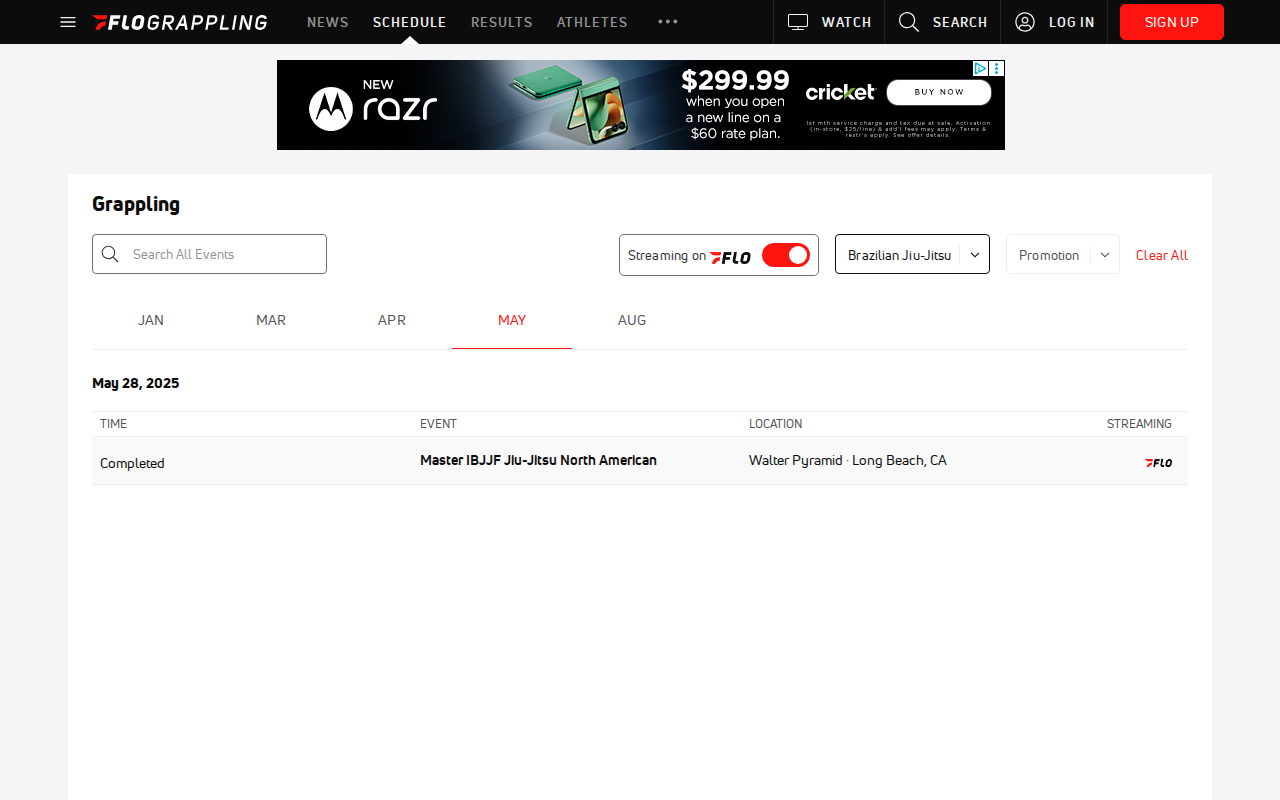 FLOGRAPPLING NEWS SCHEDULE RESULTS ATHLETES ••• WATCH SEARCH LOG IN SIGN UP
NEW
razr
$299.99
when you open
a new line on a
$60 rate plan.
cricket
BUY NOW
1st mth service charge and tax due at sale. Activation
(in-store, $25/line) & add'l fees may apply. Terms &
restr's apply. See offer details.
Grappling
Search All Events
Streaming on FLO
Brazilian Jiu-Jitsu
Promotion
Clear All
JAN MAR APR MAY AUG
May 28, 2025
TIME EVENT LOCATION STREAMING
Completed Master IBJJF Jiu-Jitsu North American Walter Pyramid · Long Beach, CA FLO